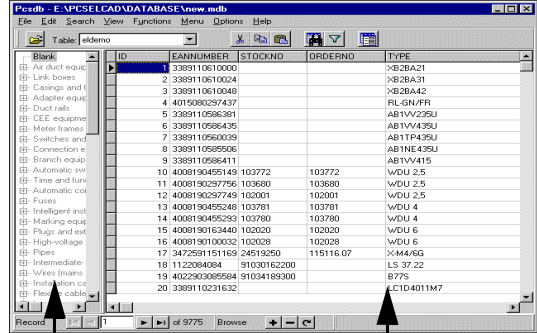 Pcsdb - E:\PCSELCAD\DATABASE\new.mdb
File Edit Search View Functions Menu Options Help
Table: eldemo
Blank
Air duct equip
Link boxes
Casings and t
Adapter equip
Duct rails
CEE equipme
Meter frames
Switches and
Connection e
Branch equip
Automatic sw
Time and fun
Automatic cor
Fuses
Intelligent inst
Marking equip
Plugs and ext
High-voltage
Pipes
Intermediate-
Wires (mains
Installation ca
Flexible cable
ID EANNUMBER STOCKNO ORDERNO TYPE
1 3389110610000 XB2BA21
2 3389110610024 XB2BA31
3 3389110610048 XB2BA42
4 4015080297437 RL-GN/FR
5 3389110586381 AB1VV235U
6 3389110586435 AB1VV435U
7 3389110560039 AB1TP435U
8 3389110585506 AB1NE435U
9 3389110586411 AB1VV415
10 4008190455149 103772 103772 WDU 2,5
11 4008190297756 103680 103680 WDU 2,5
12 4008190297749 102001 102001 WDU 2,5
13 4008190455248 103781 103781 WDU 4
14 4008190455293 103780 103780 WDU 4
15 4008190163440 102020 102020 WDU 6
16 4008190100032 102028 102028 WDU 6
17 3472591151169 24519250 115116.07 X-M4/6G
18 1122084084 91030162200 LS 37.22
19 4022903085584 91034189300 B77S
20 3389110231632 LC1D4011M7
Record 1 of 9775 Browse